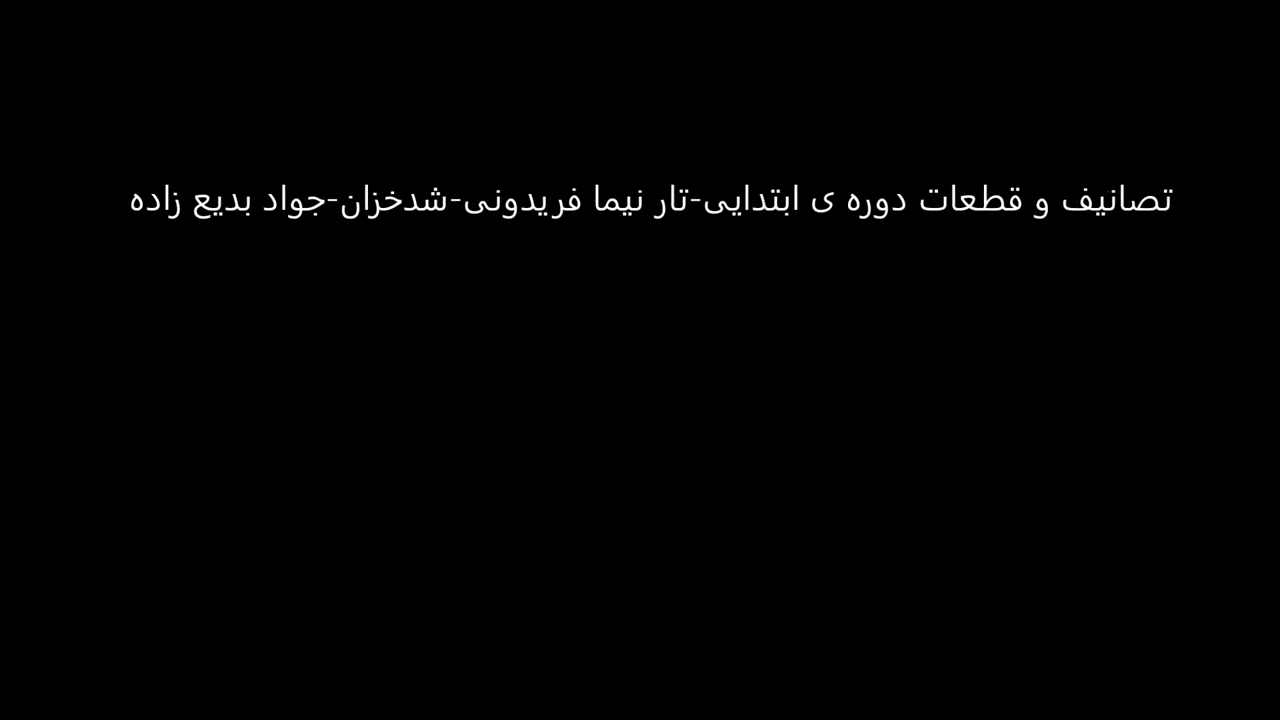 تصانیف و قطعات دوره ی ابتدایی-تار نیما فریدونی-شدخزان-جواد بدیع زاده